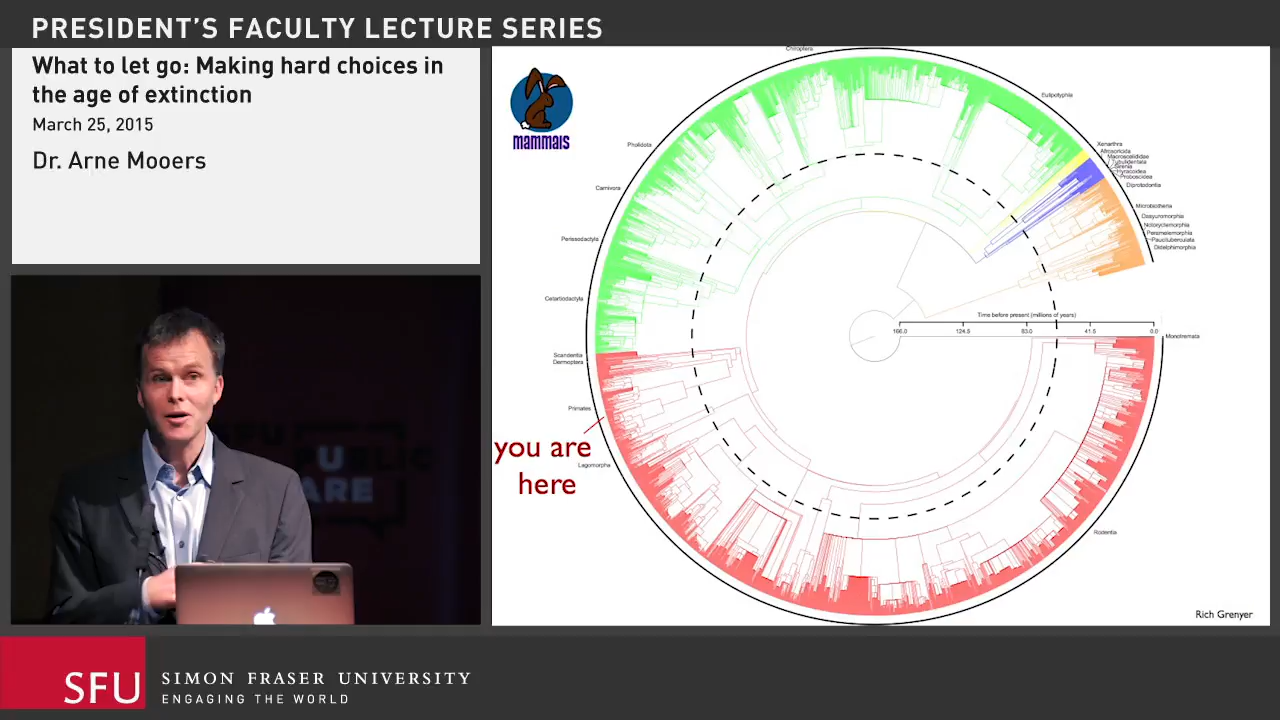 PRESIDENT'S FACULTY LECTURE SERIES
What to let go: Making hard choices in
the age of extinction
March 25, 2015
Dr. Arne Mooers
mammals
Chiroptera
Eulipotyphla
Pholidota
Carnivora
Perissodactyla
Cetartiodactyla
Scandentia
Dermoptera
Primates
you are
here
Lagomorpha
Xenarthra
Afrosoricida
Macroscelididae
Tubulidentata
Sirenia
Hyracoidea
Proboscidea
Diprotodontia
Microbiotheria
Dasyuromorphia
Notoryctemorphia
Peramelemorphia
Paucituberculata
Didelphimorphia
Time before present (millions of years)
166.0 124.5 83.0 41.5 0.0
Monotremata
Rodentia
Rich Grenyer
SFU
PUBLIC
SFU
SIMON FRASER UNIVERSITY
ENGAGING THE WORLD